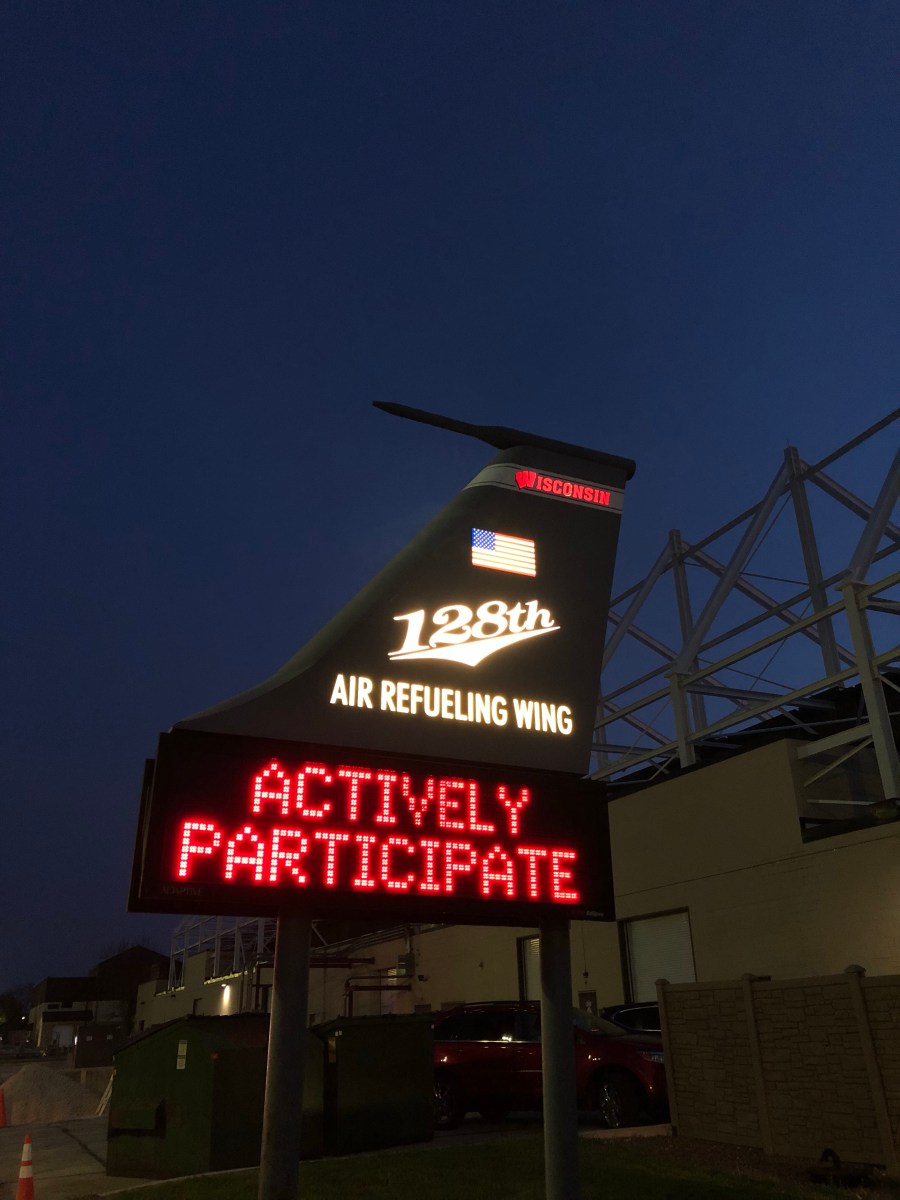 WISCONSIN
128th
AIR REFUELING WING
ACTIVELY
PARTICIPATE